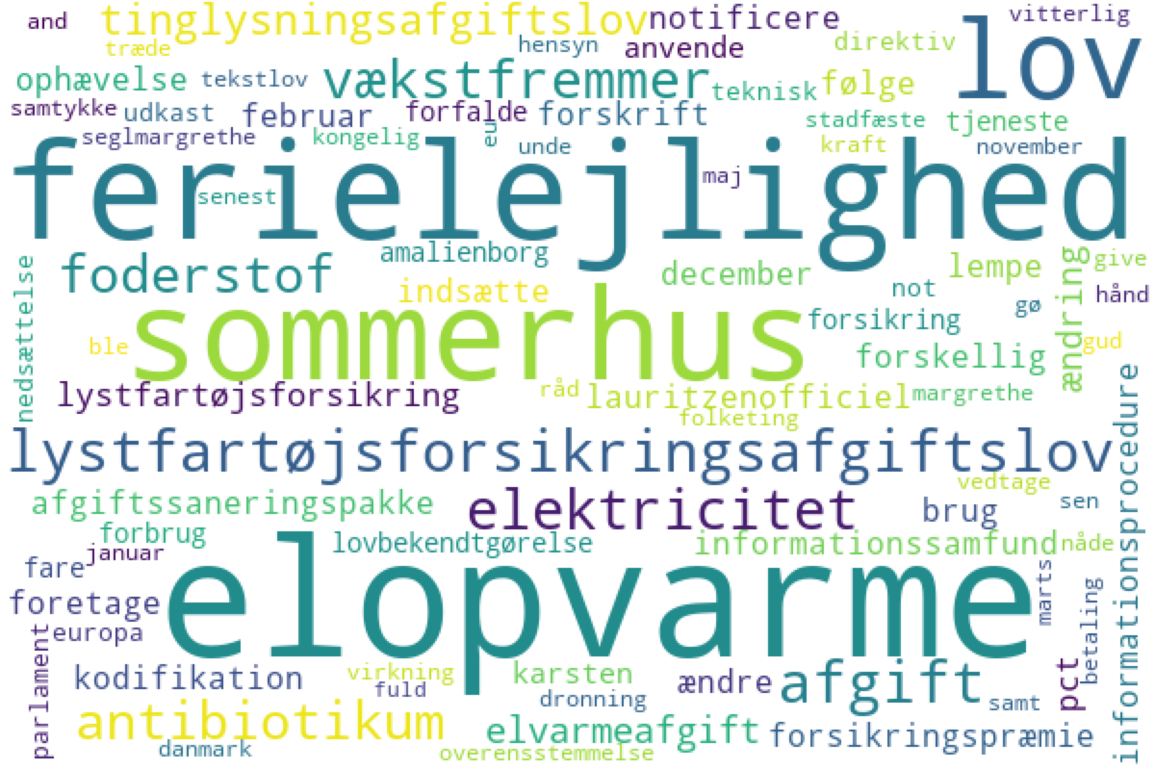 and tinglysningsafgiftslov notificere vitterlig
træde hensyn anvende direktiv lov
ophævelse tekstlov vækstfremmer teknisk følge
samtykke udkast februar forfalde forskrift stadfæste tjeneste
seglmargrethe kongelig eu unde kraft november
ferielejlighed
senest maj
amalienborg
foderstof december lempe ændring give
nedsættelse indsætte not hånd
sommerhus forsikring gø
ble forskellig gud
lystfartøjsforsikring råd lauritzenofficiel margrethe
folketing
lystfartøjsforsikringsafgiftslov informationsprocedure
afgiftssaneringspakke elektricitet vedtage
brug sen
forbrug lovbekendtgørelse informationssamfund nåde
januar
fare elopvarme marts
foretage betaling
europa parlament
kodifikation virkning karsten ændre afgift pct
fuld dronning samt
antibiotikum elvarmeafgift forsikringspræmie
danmark overensstemmelse